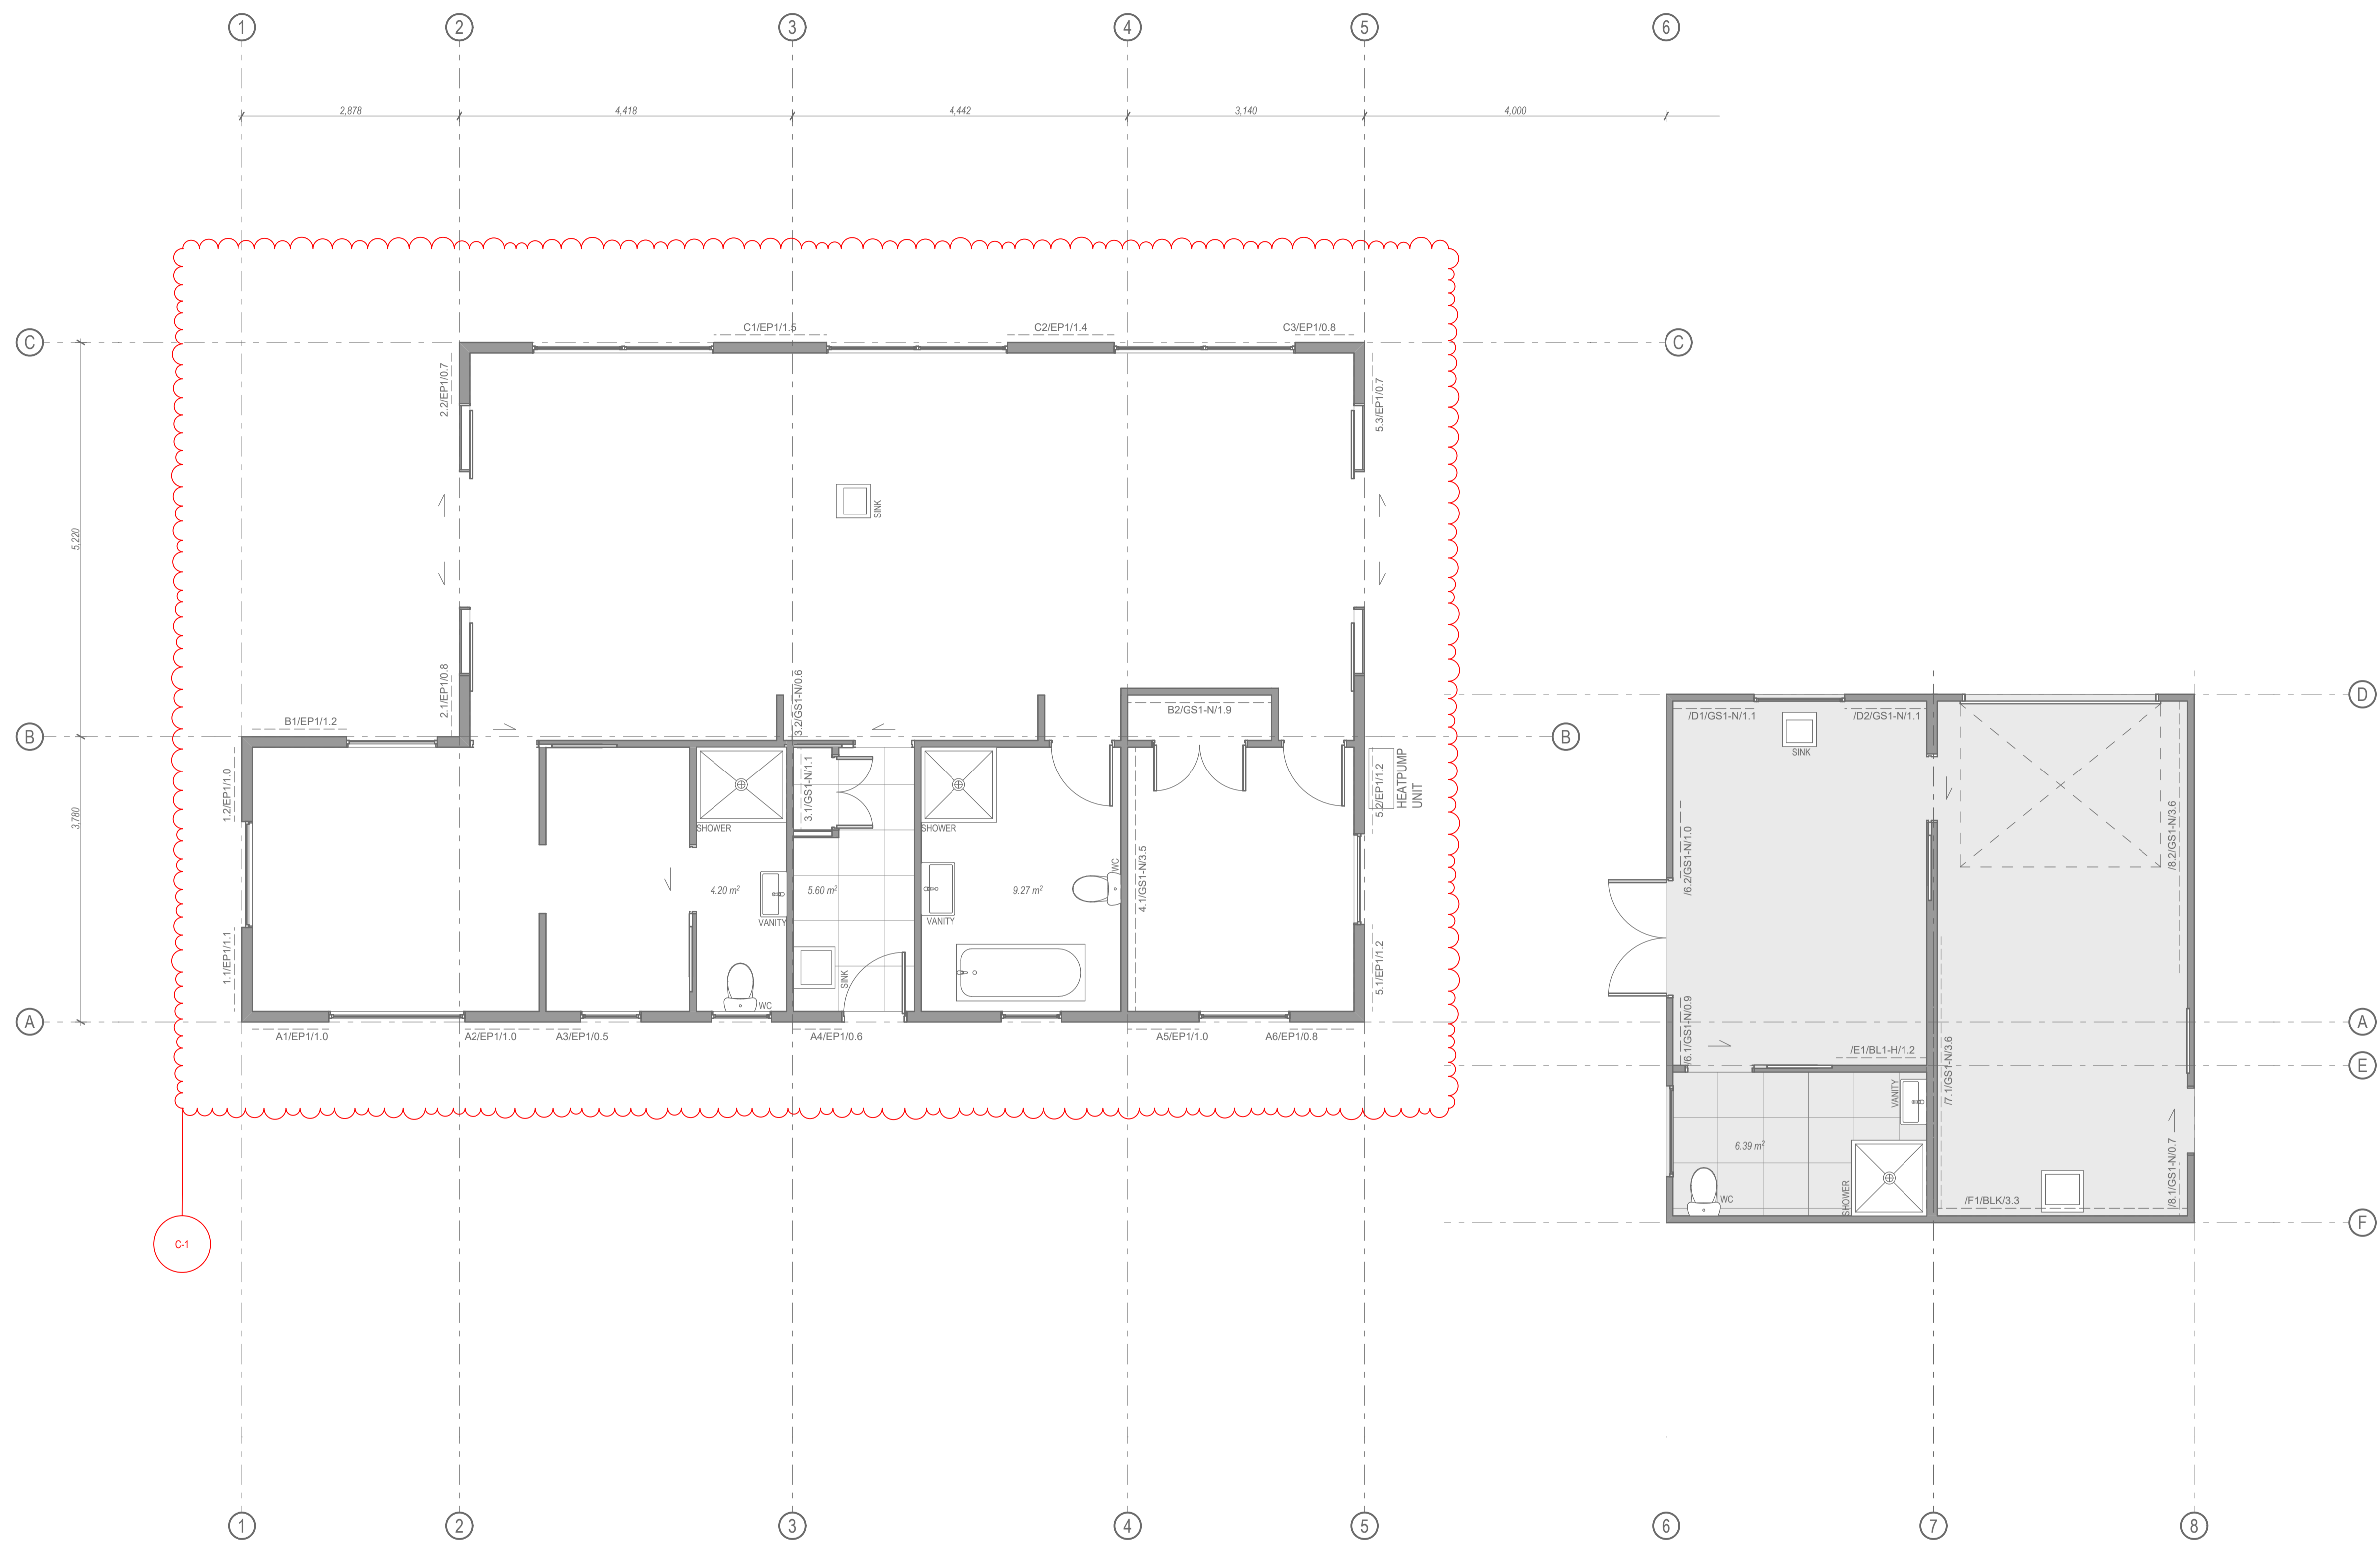 1 2 3 4 5 6
2,878 4,418 4,442 3,140 4,000
C1/EP1/1.5 C2/EP1/1.4 C3/EP1/0.8
C C
2.2/EP1/0.7
5.3/EP1/0.7
SINK
5,220
2.1/EP1/0.8
3.2/GS1-N/0.6
D
B1/EP1/1.2
B2/GS1-N/1.9
/D1/GS1-N/1.1 /D2/GS1-N/1.1
B B
SINK
1.2/EP1/1.0
3.1/GS1-N/1.1
5.2/EP1/1.2
HEATPUMP
UNIT
3,780
SHOWER SHOWER
/6.2/GS1-N/1.0
/8.2/GS1-N/3.6
WC
4.1/GS1-N/3.5
4.20 m²
5.60 m²
9.27 m²
VANITY VANITY
1.1/EP1/1.1
5.1/EP1/1.2
SINK
WC
A A
A1/EP1/1.0 A2/EP1/1.0 A3/EP1/0.5 A4/EP1/0.6 A5/EP1/1.0 A6/EP1/0.8
/6.1/GS1-N/0.9
/E1/BL1-H/1.2
/7.1/GS1-N/3.6
E
VANITY
6.39 m²
/8.1/GS1-N/0.7
SHOWER
WC
/F1/BLK/3.3
F
C-1
1 2 3 4 5 6 7 8